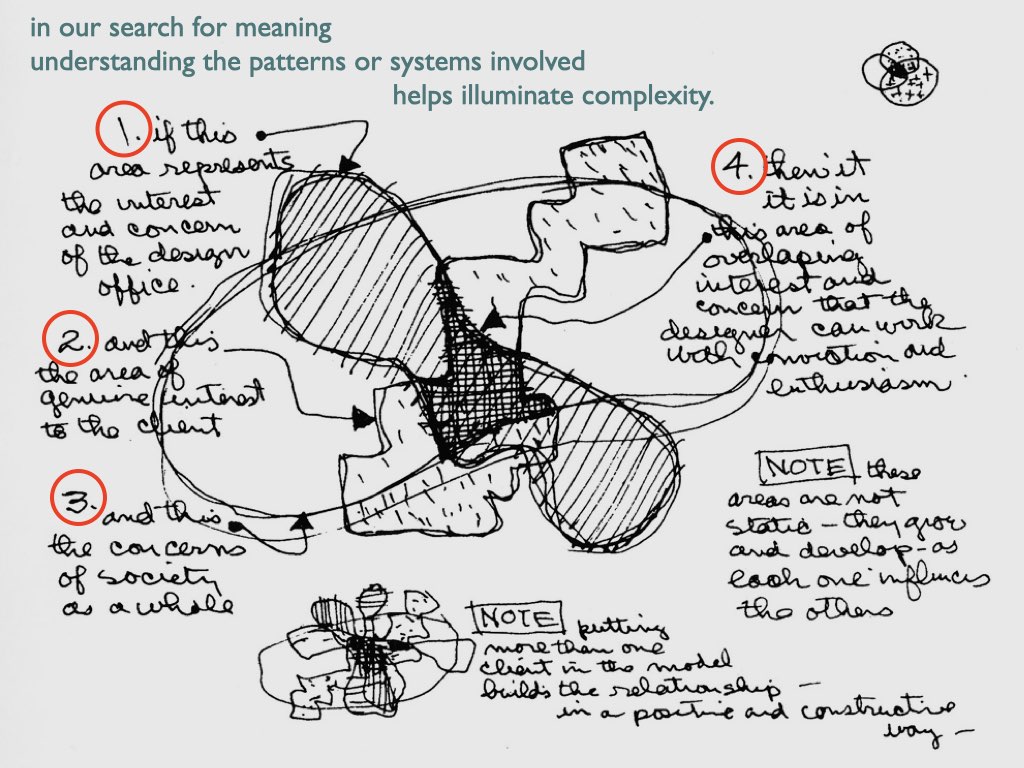 in our search for meaning
understanding the patterns or systems involved
helps illuminate complexity.
1. if this
area represents
the interest
and concern
of the design
office.
2. and this
the area of
genuine interest
to the client
3. and this
the concerns
of society
as a whole
4. then it
it is in
this area of
overlaping
interest and
concern that the
designer can work
with conviction and
enthusiasm.
NOTE these
areas are not
static – they grow
and develop – as
each one influences
the others
NOTE putting
more than one
client in the model
builds the relationship –
in a positive and constructive
way –